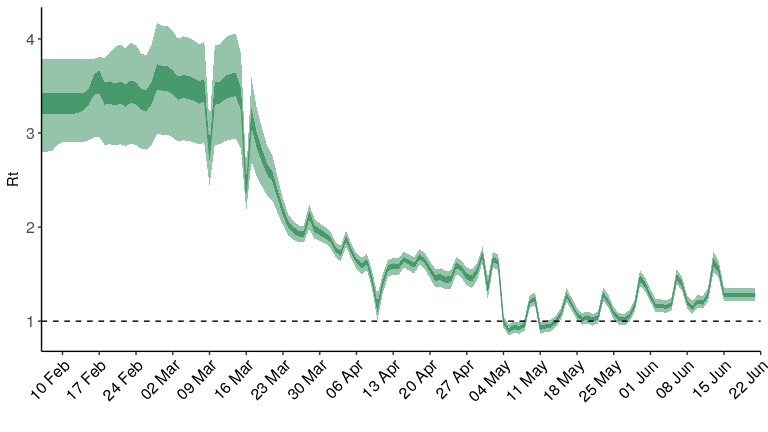 4
3
2
1
Rt
10 Feb
17 Feb
24 Feb
02 Mar
09 Mar
16 Mar
23 Mar
30 Mar
06 Apr
13 Apr
20 Apr
27 Apr
04 May
11 May
18 May
25 May
01 Jun
08 Jun
15 Jun
22 Jun